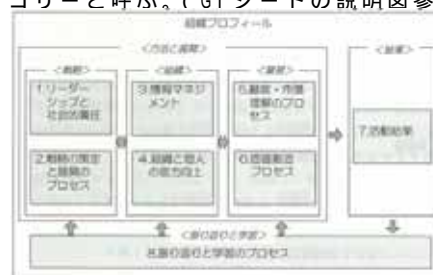 ゴリーと呼ぶ。(GTシートの説明図参
組織プロフィール
<方法と展開>
<結果>
<戦略>
<組織>
<運営>
1.リーダー
シップと
社会的責任
3.情報マネジ
メント
5.顧客・市場
理解のプロ
セス
7.活動結果
2.戦略の策定
と展開の
プロセス
4.組織と個人
の能力向上
6.価値創造
プロセス
<振り返りと学習>
8.振り返りと学習のプロセス